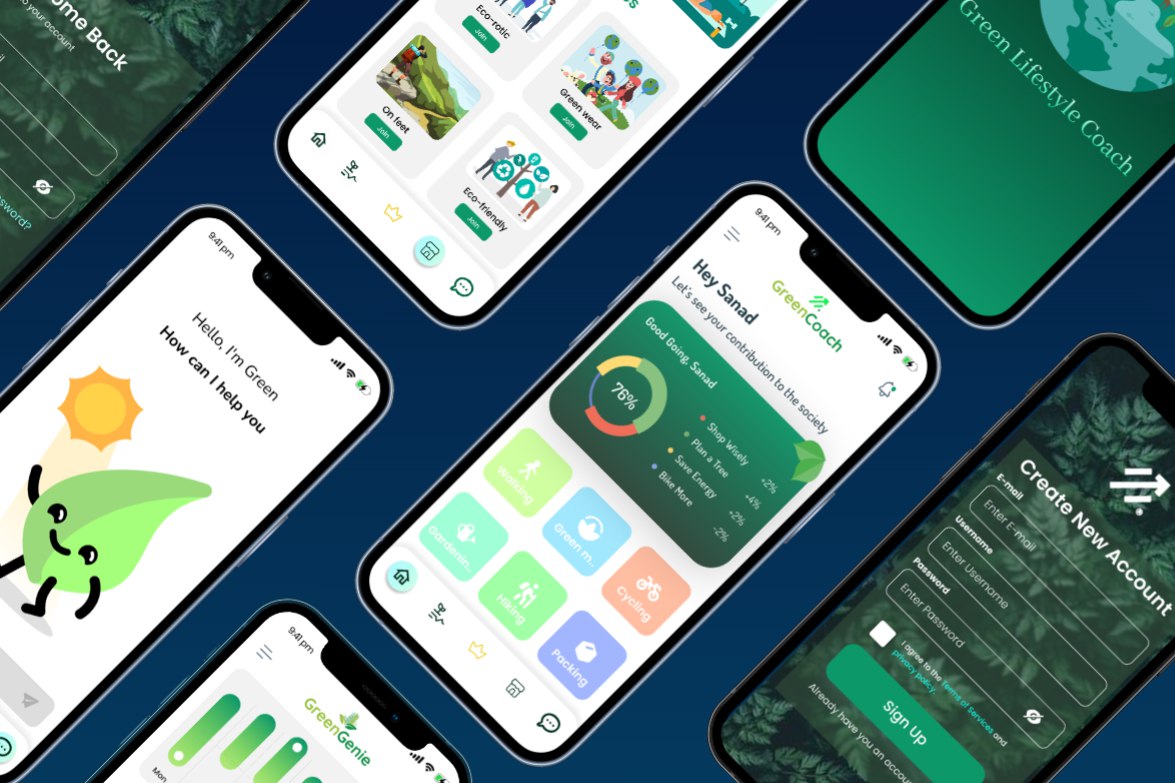 ome Back
to your account
ssword?
Eco-rotic
Join
On feet
Join
Green wear
Join
Eco-friendly
Join
Green Lifestyle Coach
9:41 pm
Hello, I'm Green
How can I help you
9:41 pm
GreenCoach
Hey Sanad
Let's see your contribution to the society
Good Going, Sanad
76%
Shop Wisely +2%
Plan a Tree +4%
Save Energy +2%
Bike More -2%
Walking
Green m..
Cycling
Gardenin..
Hiking
Packing
Create New Account
E-mail
Enter E-mail
Username
Enter Username
Password
Enter Password
I agree to the Terms of Services and
privacy policy.
Sign Up
Already have you an accou
9:41 pm
GreenGenie
Mon